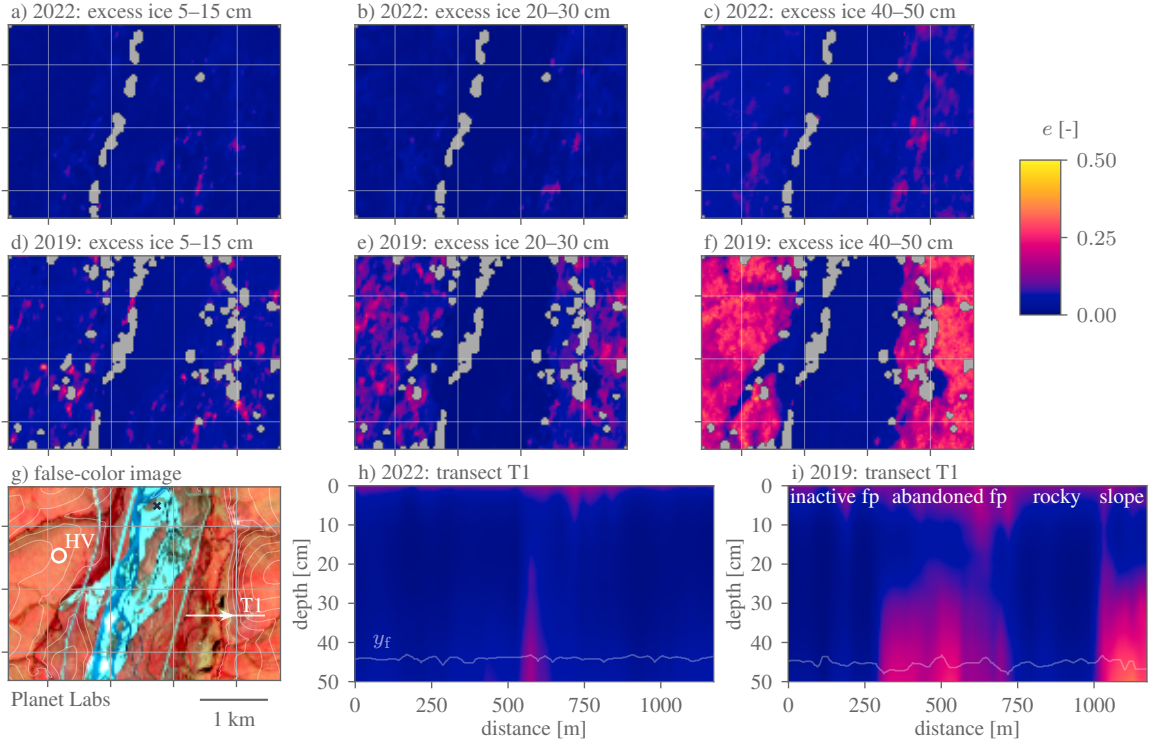 a) 2022: excess ice 5–15 cm
b) 2022: excess ice 20–30 cm
c) 2022: excess ice 40–50 cm
e [-]
0.50
0.25
0.00
d) 2019: excess ice 5–15 cm
e) 2019: excess ice 20–30 cm
f) 2019: excess ice 40–50 cm
g) false-color image
HV
T1
Planet Labs
1 km
h) 2022: transect T1
depth [cm]
0
10
20
30
40
50
yf
0
250
500
750
1000
distance [m]
i) 2019: transect T1
inactive fp
abandoned fp
rocky
slope
depth [cm]
0
10
20
30
40
50
0
250
500
750
1000
distance [m]